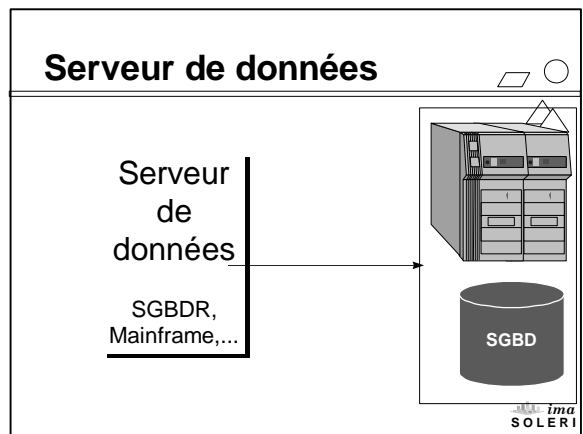 Serveur de données
Serveur
de
données
SGBDR,
Mainframe,...
SGBD
ima
SOLERI